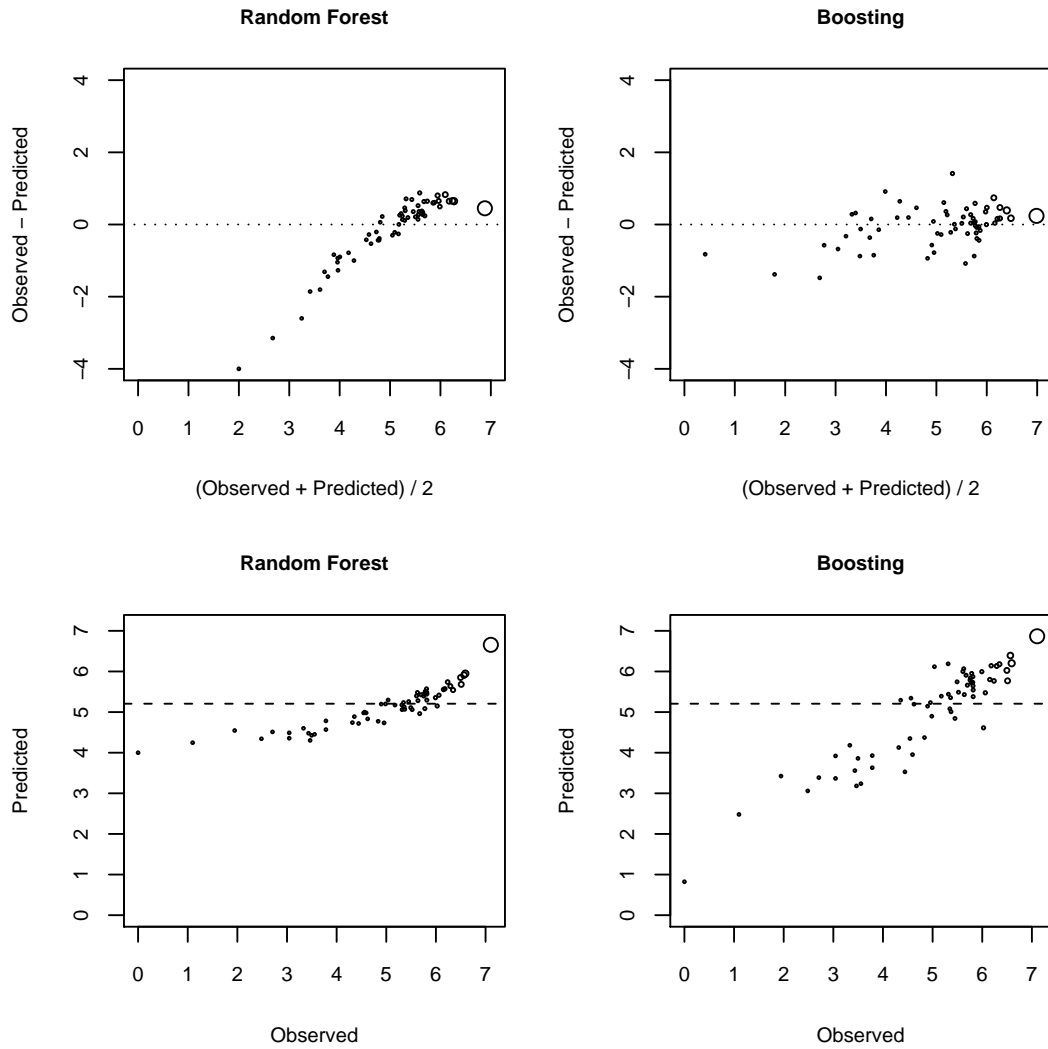 Random Forest
Observed − Predicted
4
2
0
−2
−4
0 1 2 3 4 5 6 7
(Observed + Predicted) / 2
Boosting
Observed − Predicted
4
2
0
−2
−4
0 1 2 3 4 5 6 7
(Observed + Predicted) / 2
Random Forest
Predicted
7
6
5
4
3
2
1
0
0 1 2 3 4 5 6 7
Observed
Boosting
Predicted
7
6
5
4
3
2
1
0
0 1 2 3 4 5 6 7
Observed